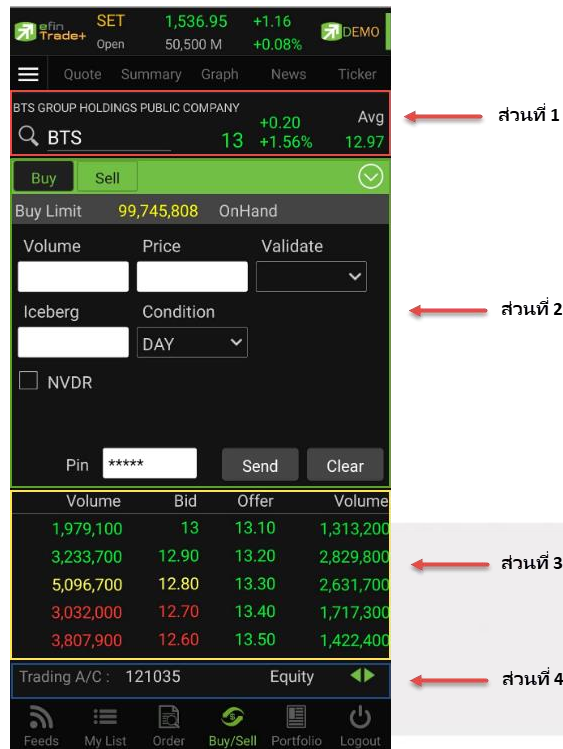 efin Trade+ SET 1,536.95 +1.16 DEMO
Open 50,500 M +0.08%
Quote Summary Graph News Ticker
BTS GROUP HOLDINGS PUBLIC COMPANY
BTS 13 +0.20 +1.56% Avg 12.97
ส่วนที่ 1
Buy Sell
Buy Limit 99,745,808 OnHand
Volume Price Validate
Iceberg Condition
ส่วนที่ 2
DAY
NVDR
Pin ***** Send Clear
Volume Bid Offer Volume
1,979,100 13 13.10 1,313,200
3,233,700 12.90 13.20 2,829,800
ส่วนที่ 3
5,096,700 12.80 13.30 2,631,700
3,032,000 12.70 13.40 1,717,300
3,807,900 12.60 13.50 1,422,400
Trading A/C : 121035 Equity
ส่วนที่ 4
Feeds My List Order Buy/Sell Portfolio Logout